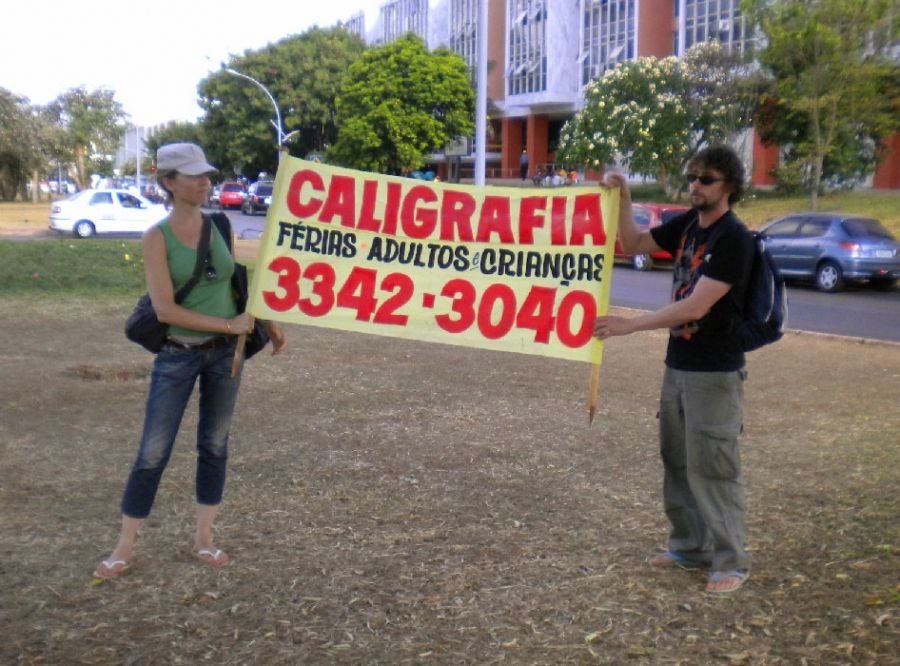 CALIGRAFIA
FÉRIAS ADULTOS e CRIANÇAS
3342-3040